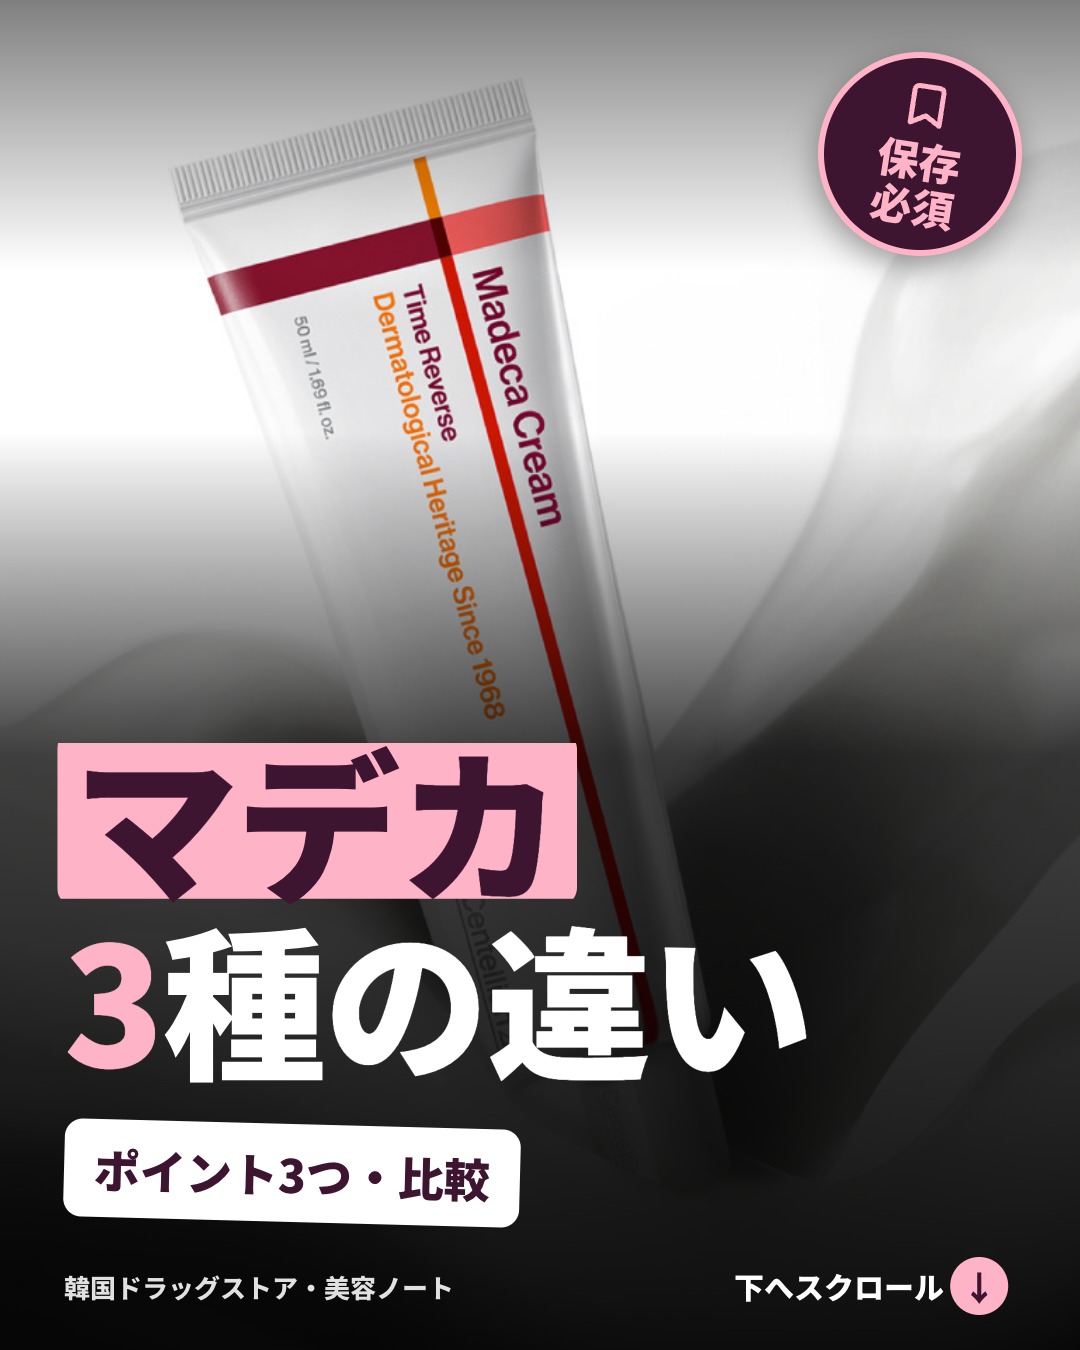 保存
必須
Madeca Cream
Time Reverse
Dermatological Heritage Since 1968
50 ml / 1.69 fl. oz.
マデカ
3種の違い
ポイント3つ・比較
韓国ドラッグストア・美容ノート
下へスクロール↓